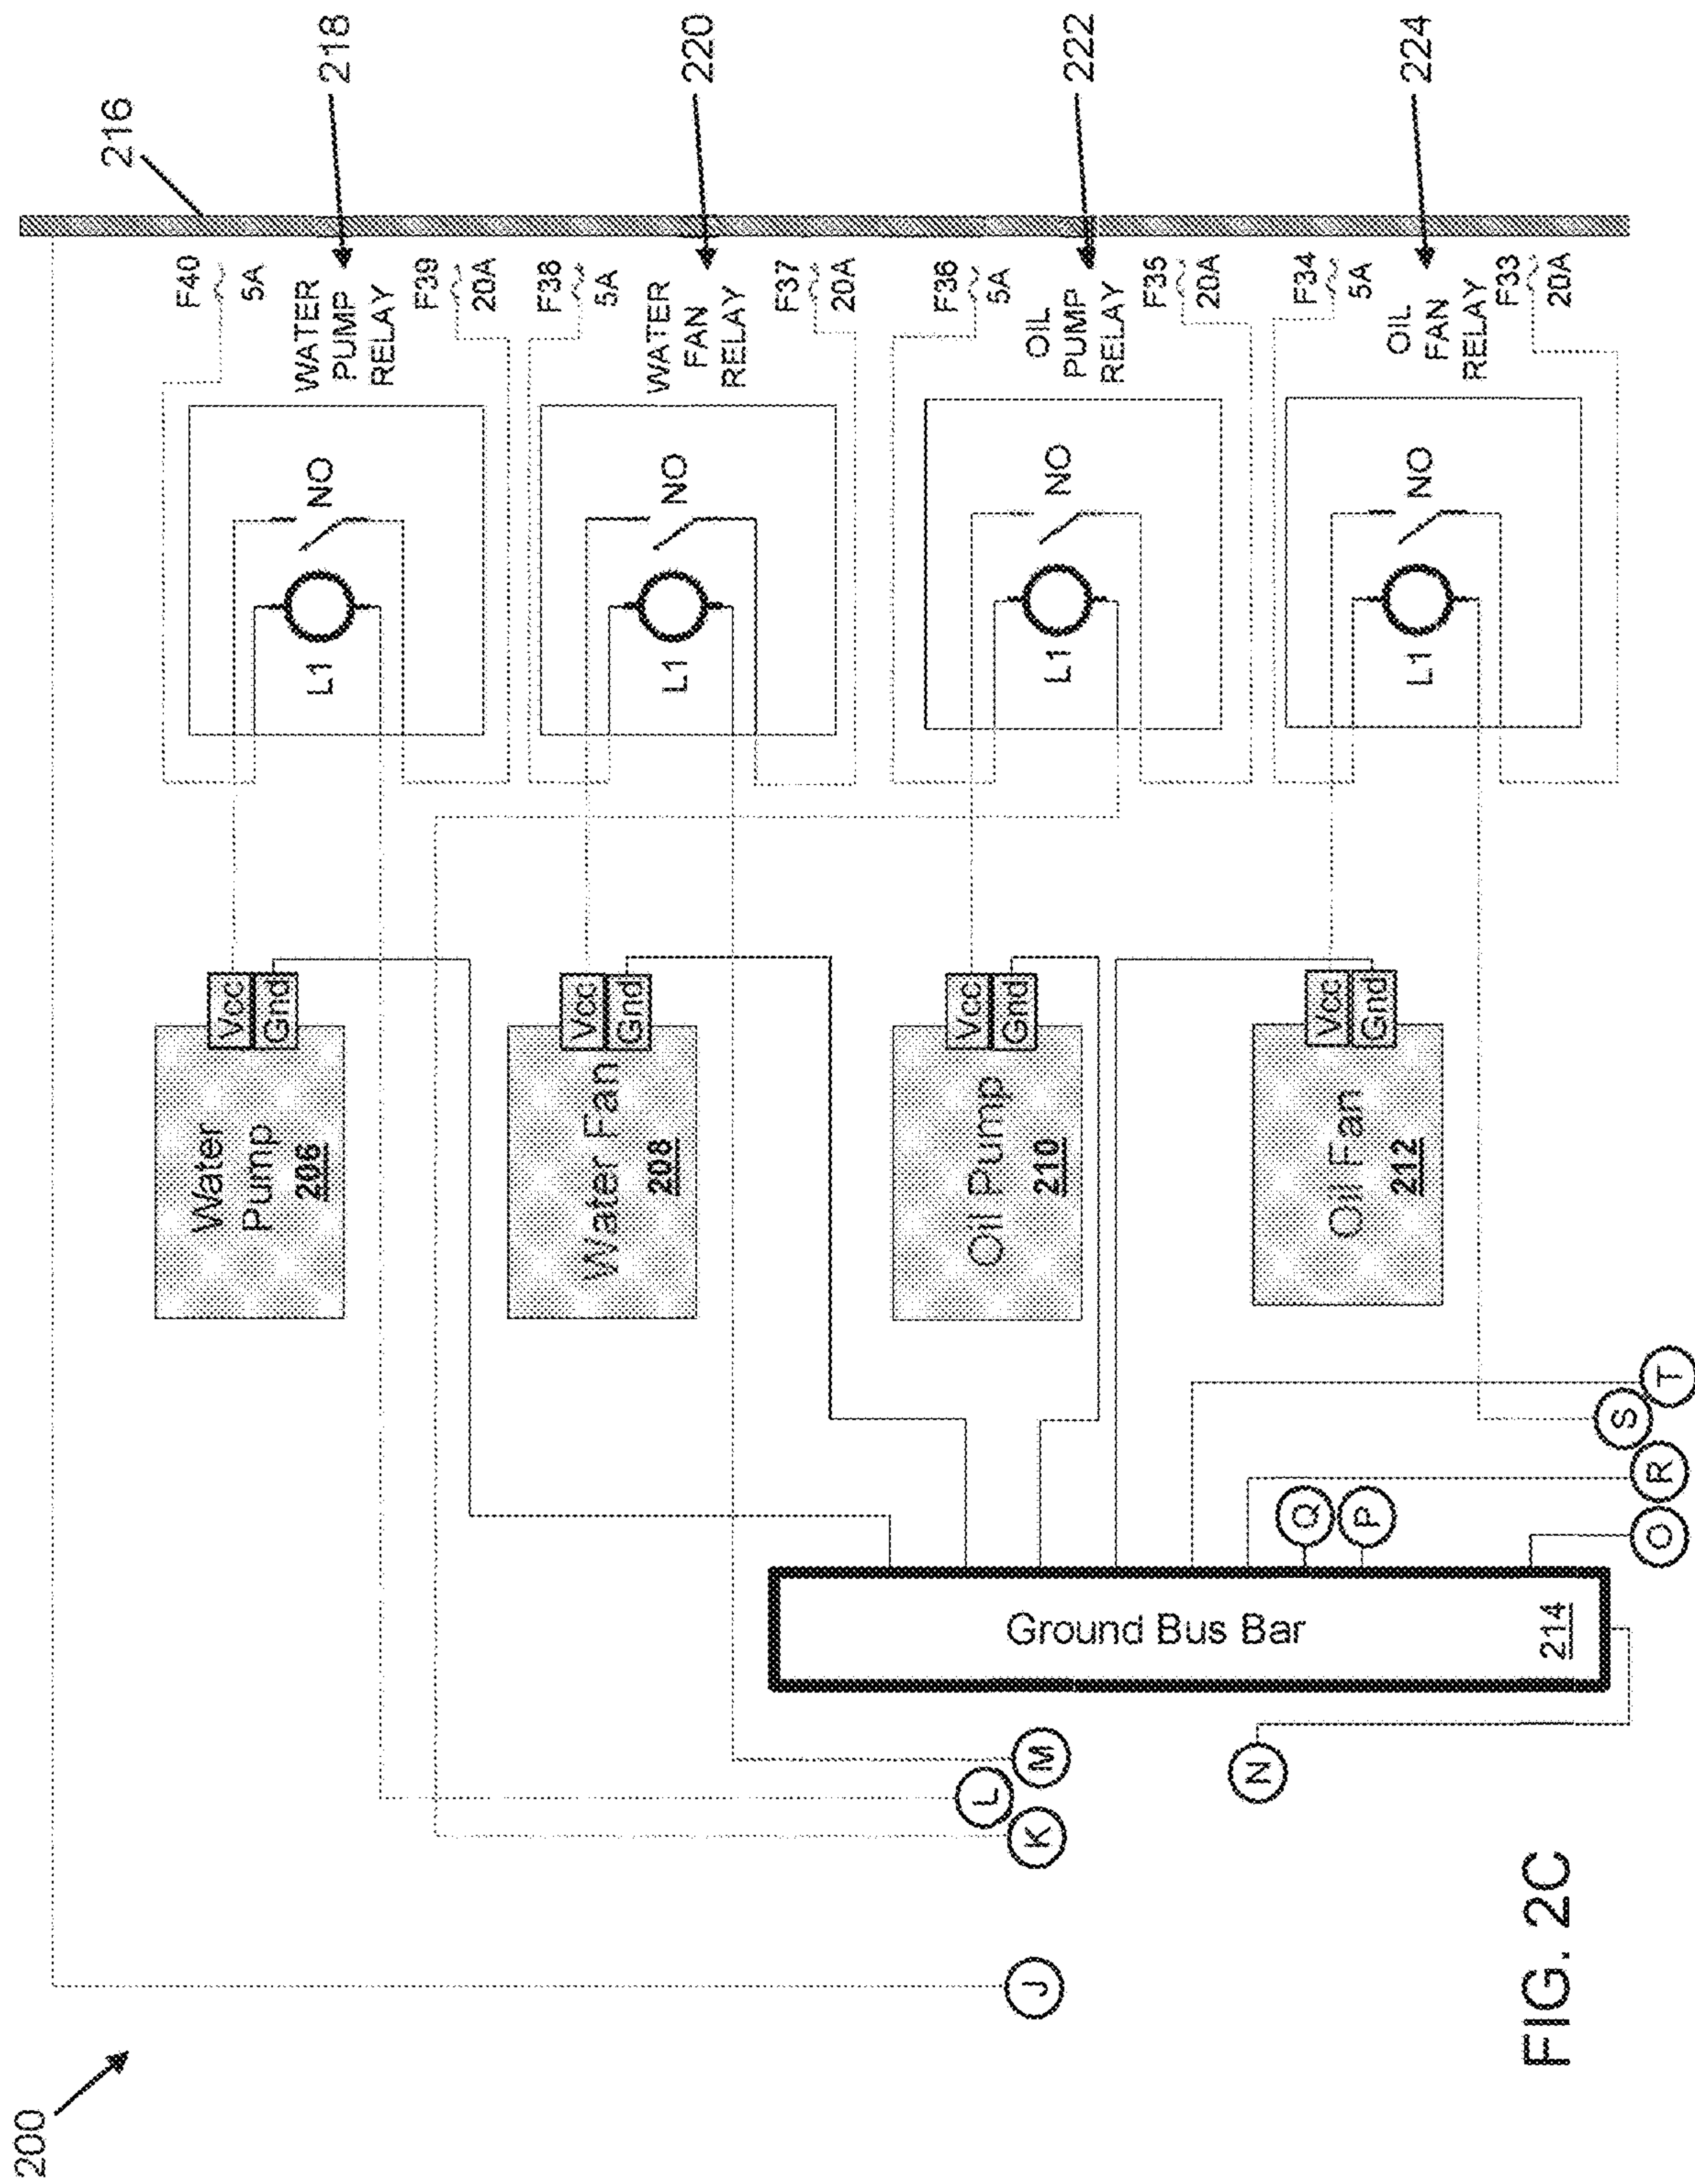 200
216
218
220
222
224
F40
5A
WATER
PUMP
RELAY
F39
20A
F38
5A
WATER
FAN
RELAY
F37
20A
F36
5A
OIL
PUMP
RELAY
F35
20A
F34
5A
OIL
FAN
RELAY
F33
20A
L1
NO
L1
NO
L1
NO
L1
NO
Vcc
Gnd
Water
Pump
206
Vcc
Gnd
Water Fan
208
Vcc
Gnd
Oil Pump
210
Vcc
Gnd
Oil Fan
212
Ground Bus Bar
214
J
K
L
M
N
O
P
Q
R
S
T
FIG. 2C